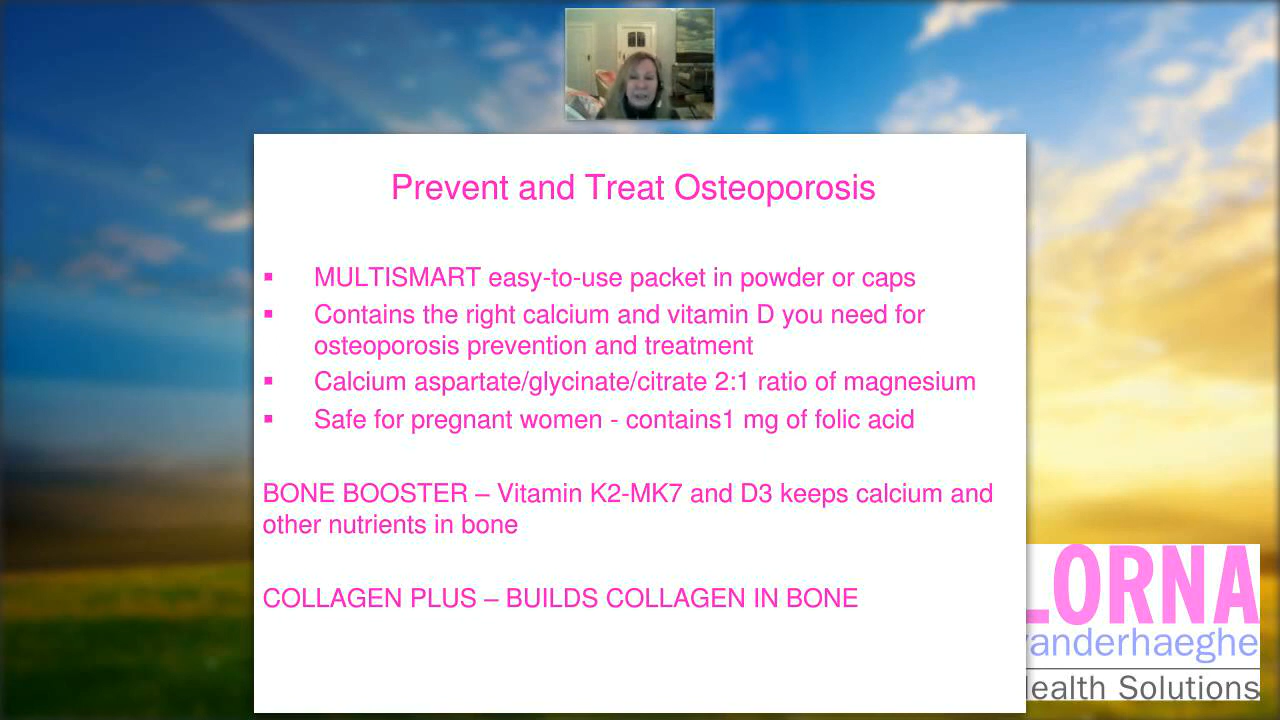 Prevent and Treat Osteoporosis
▪ MULTISMART easy-to-use packet in powder or caps
▪ Contains the right calcium and vitamin D you need for
osteoporosis prevention and treatment
▪ Calcium aspartate/glycinate/citrate 2:1 ratio of magnesium
▪ Safe for pregnant women - contains1 mg of folic acid
BONE BOOSTER – Vitamin K2-MK7 and D3 keeps calcium and
other nutrients in bone
COLLAGEN PLUS – BUILDS COLLAGEN IN BONE
LORNA
vanderhaeghe
Health Solutions